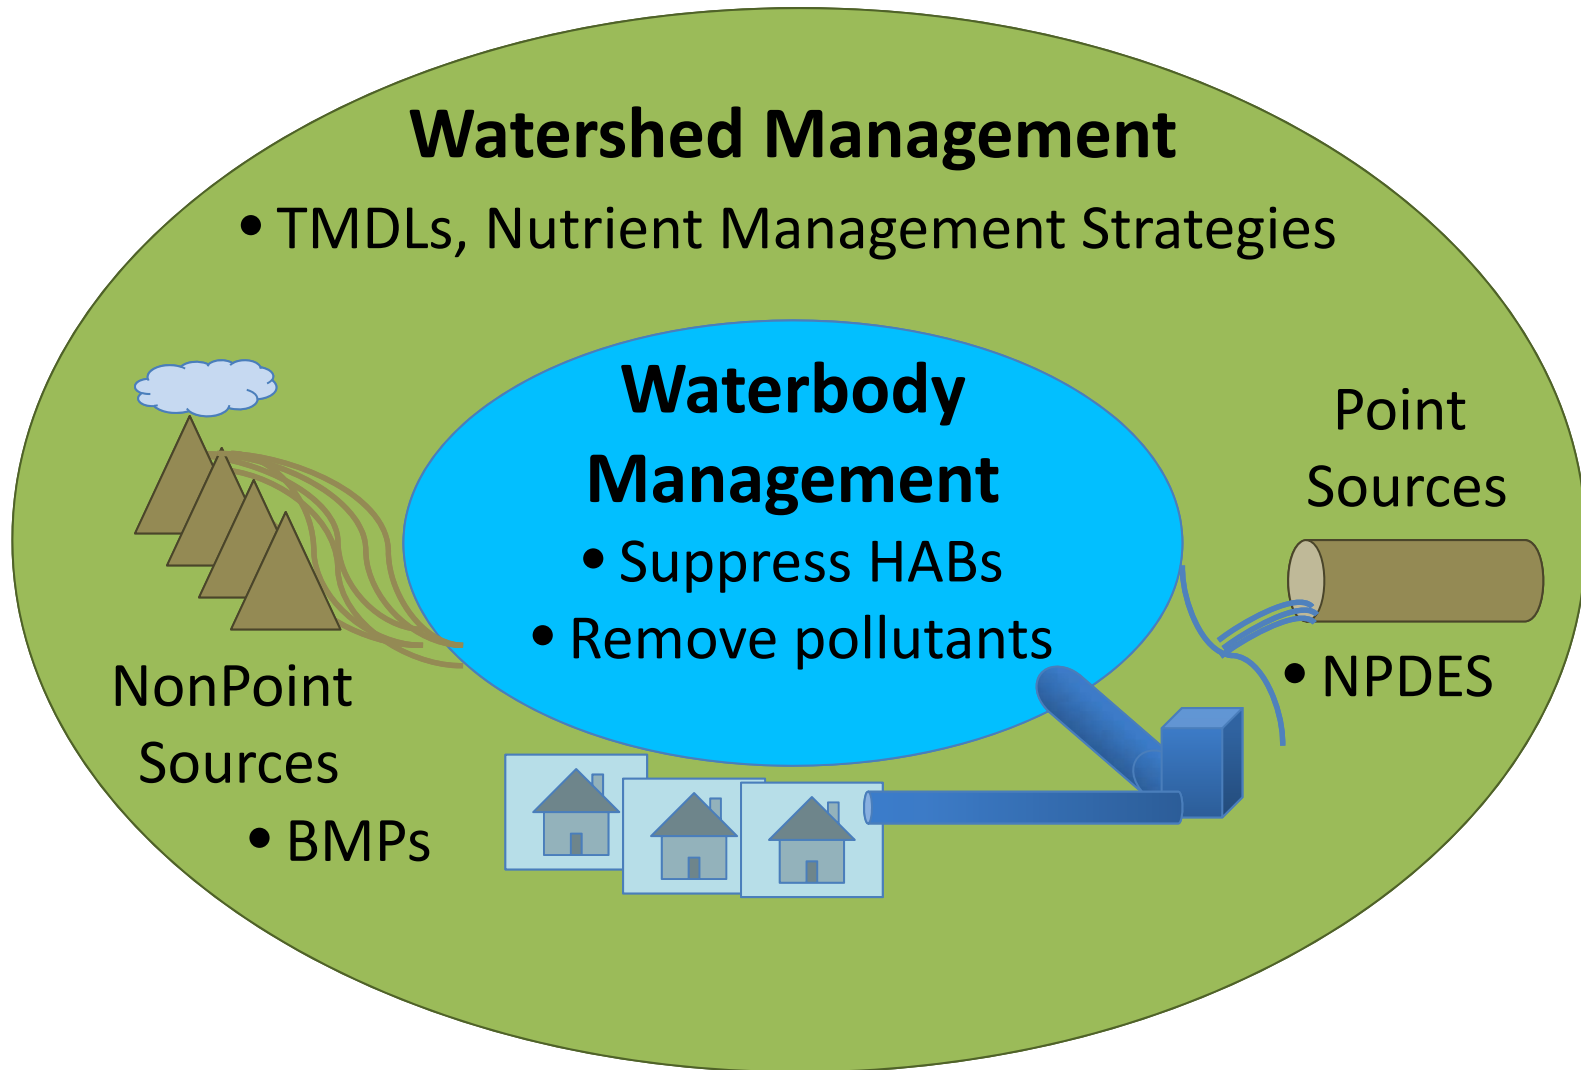 Watershed Management
• TMDLs, Nutrient Management Strategies
Waterbody
Management
• Suppress HABs
• Remove pollutants
Point
Sources
• NPDES
NonPoint
Sources
• BMPs